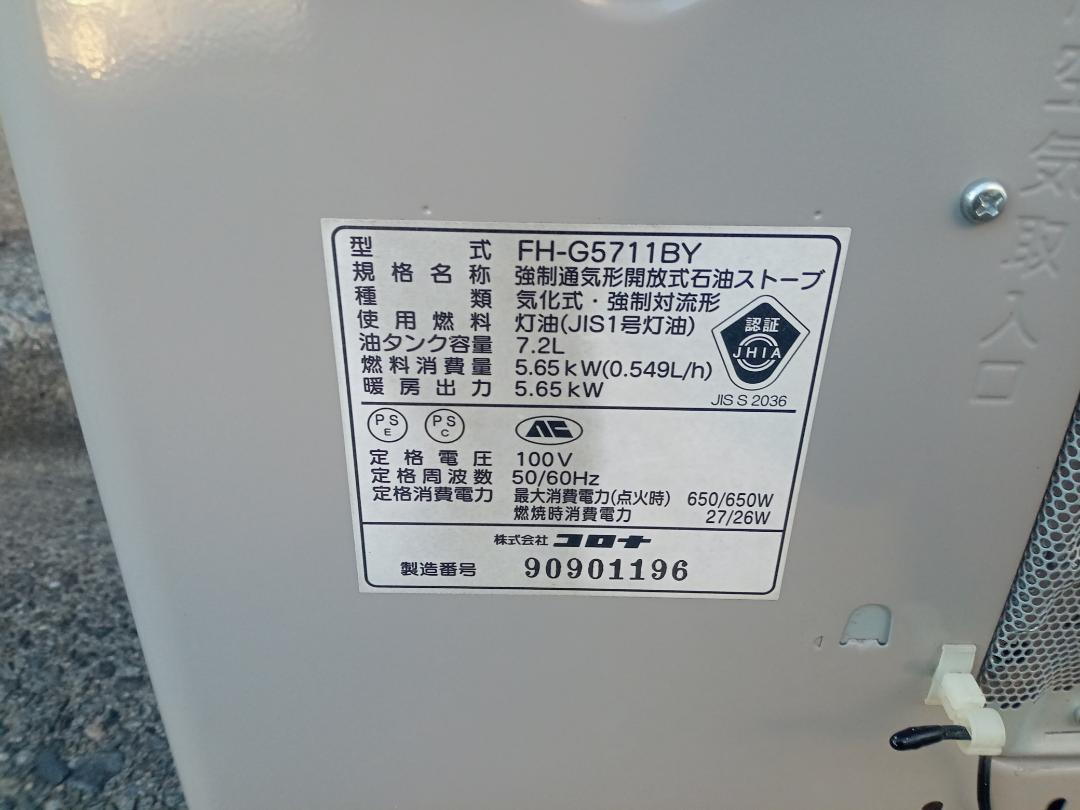 型式 FH-G5711BY
規格名称 強制通気形開放式石油ストーブ
種類 気化式・強制対流形
使用燃料 灯油(JIS1号灯油)
油タンク容量 7.2L
燃料消費量 5.65kW(0.549L/h)
暖房出力 5.65kW
認証
JHIA
JIS S 2036
PS E PS C
定格電圧 100V
定格周波数 50/60Hz
定格消費電力 最大消費電力(点火時) 650/650W
燃焼時消費電力 27/26W
株式会社 コロナ
製造番号 90901196
空気取入口